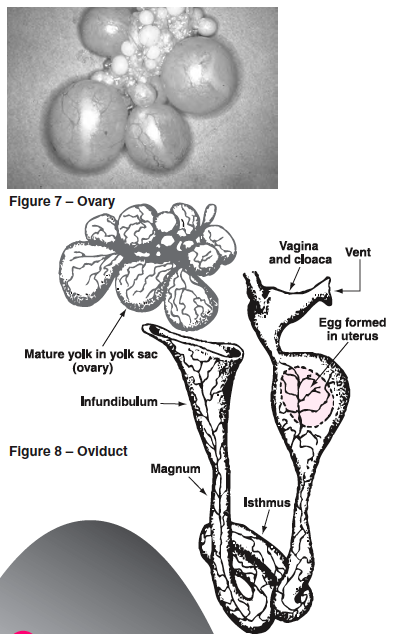 Figure 7 – Ovary
Vagina
and cloaca
Vent
Egg formed
in uterus
Mature yolk in yolk sac
(ovary)
Infundibulum
Figure 8 – Oviduct
Magnum
Isthmus